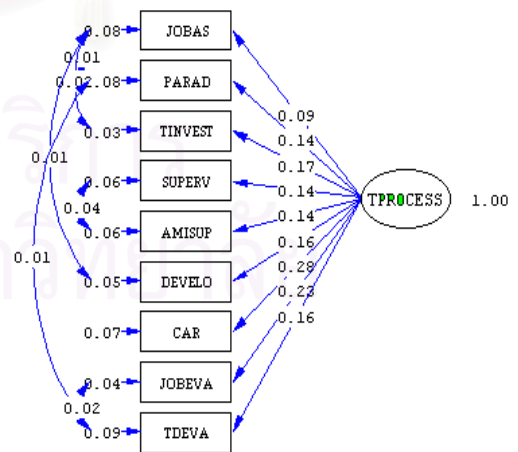 0.08 JOBAS
0.01
0.02 0.08 PARAD
0.09
0.14
0.03 TINVEST
0.17
0.01
0.06 SUPERV
0.14
TPROCESS 1.00
0.04
0.06 AMISUP
0.14
0.16
0.01
0.05 DEVELO
0.28
0.23
0.07 CAR
0.16
0.04 JOBEVA
0.02
0.09 TDEVA